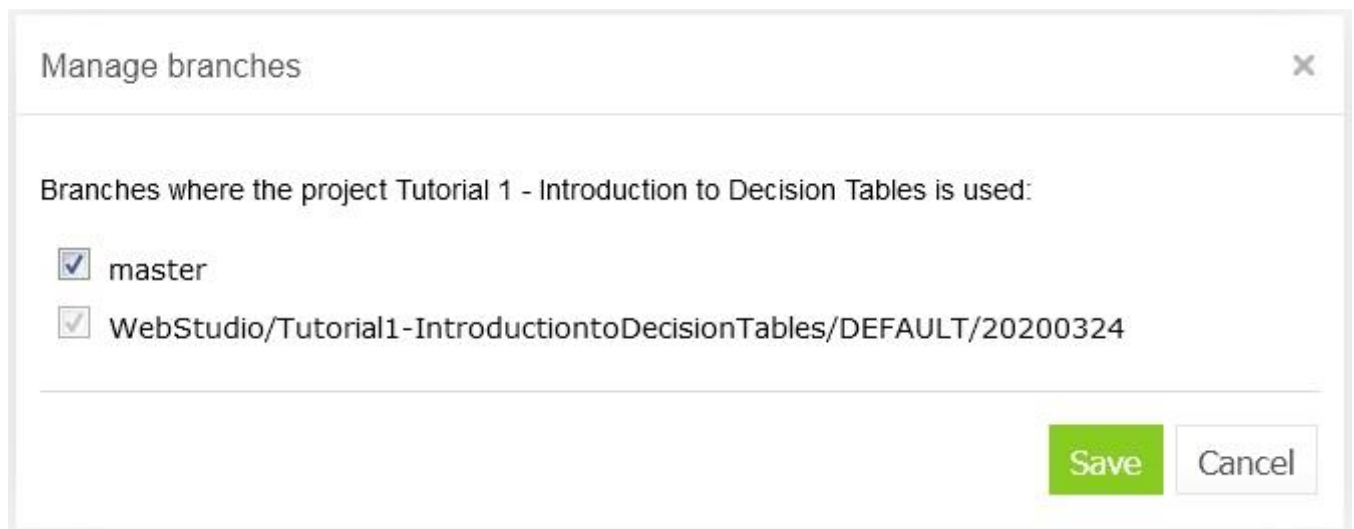 Manage branches
Branches where the project Tutorial 1 - Introduction to Decision Tables is used:
master
WebStudio/Tutorial1-IntroductiontoDecisionTables/DEFAULT/20200324
Save Cancel